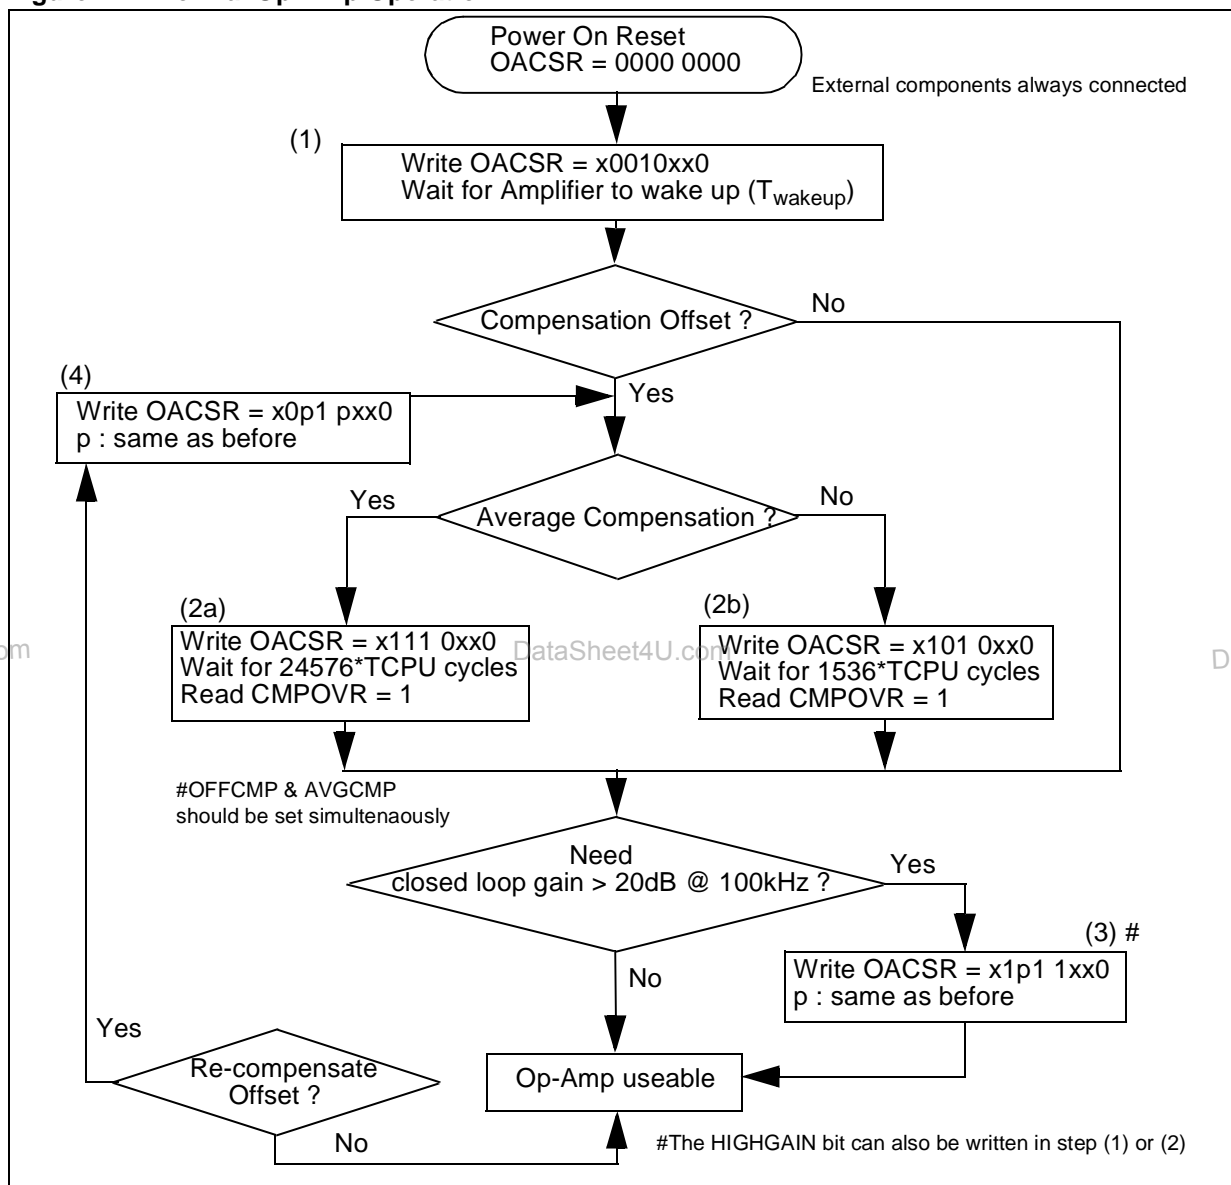 Power On Reset
OACSR = 0000 0000
External components always connected
(1)
Write OACSR = x0010xx0
Wait for Amplifier to wake up (Twakeup)
Compensation Offset ?
No
Yes
(4)
Write OACSR = x0p1 pxx0
p : same as before
Average Compensation ?
Yes
No
(2a)
Write OACSR = x111 0xx0
Wait for 24576*TCPU cycles
Read CMPOVR = 1
(2b)
Write OACSR = x101 0xx0
Wait for 1536*TCPU cycles
Read CMPOVR = 1
om
DataSheet4U.com
D
#OFFCMP & AVGCMP
should be set simultenaously
Need
closed loop gain > 20dB @ 100kHz ?
Yes
No
(3) #
Write OACSR = x1p1 1xx0
p : same as before
Yes
Re-compensate
Offset ?
No
Op-Amp useable
#The HIGHGAIN bit can also be written in step (1) or (2)